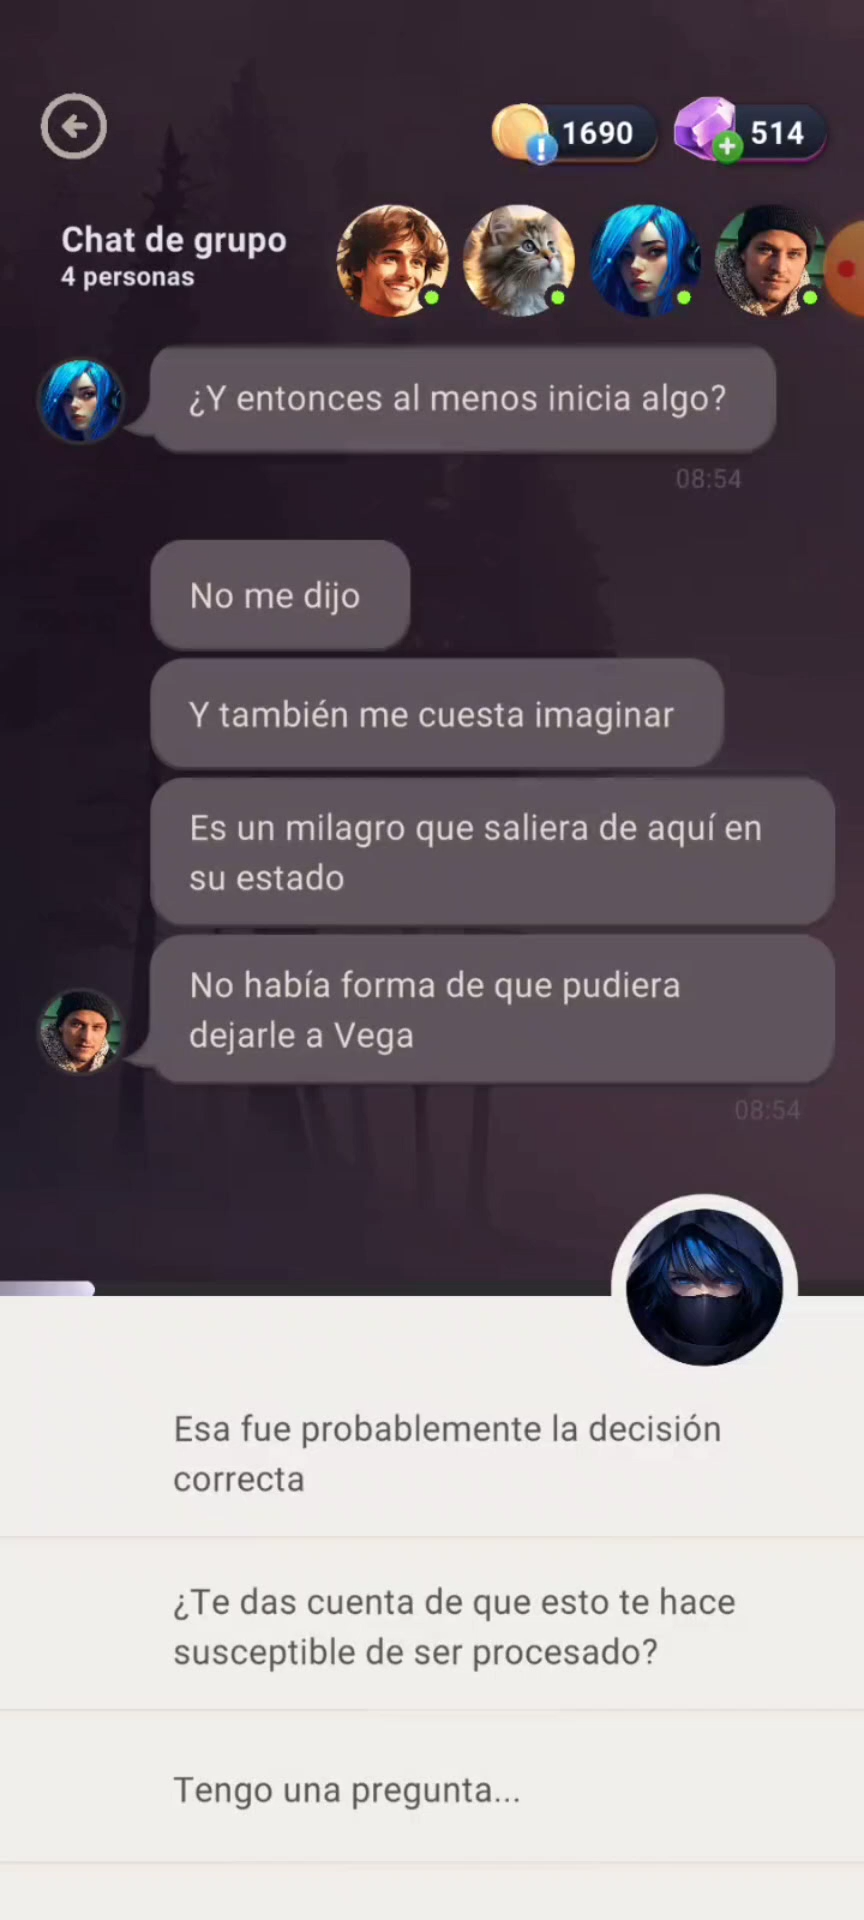 1690
514
Chat de grupo
4 personas
¿Y entonces al menos inicia algo?
08:54
No me dijo
Y también me cuesta imaginar
Es un milagro que saliera de aquí en
su estado
No había forma de que pudiera
dejarle a Vega
08:54
Esa fue probablemente la decisión
correcta
¿Te das cuenta de que esto te hace
susceptible de ser procesado?
Tengo una pregunta...